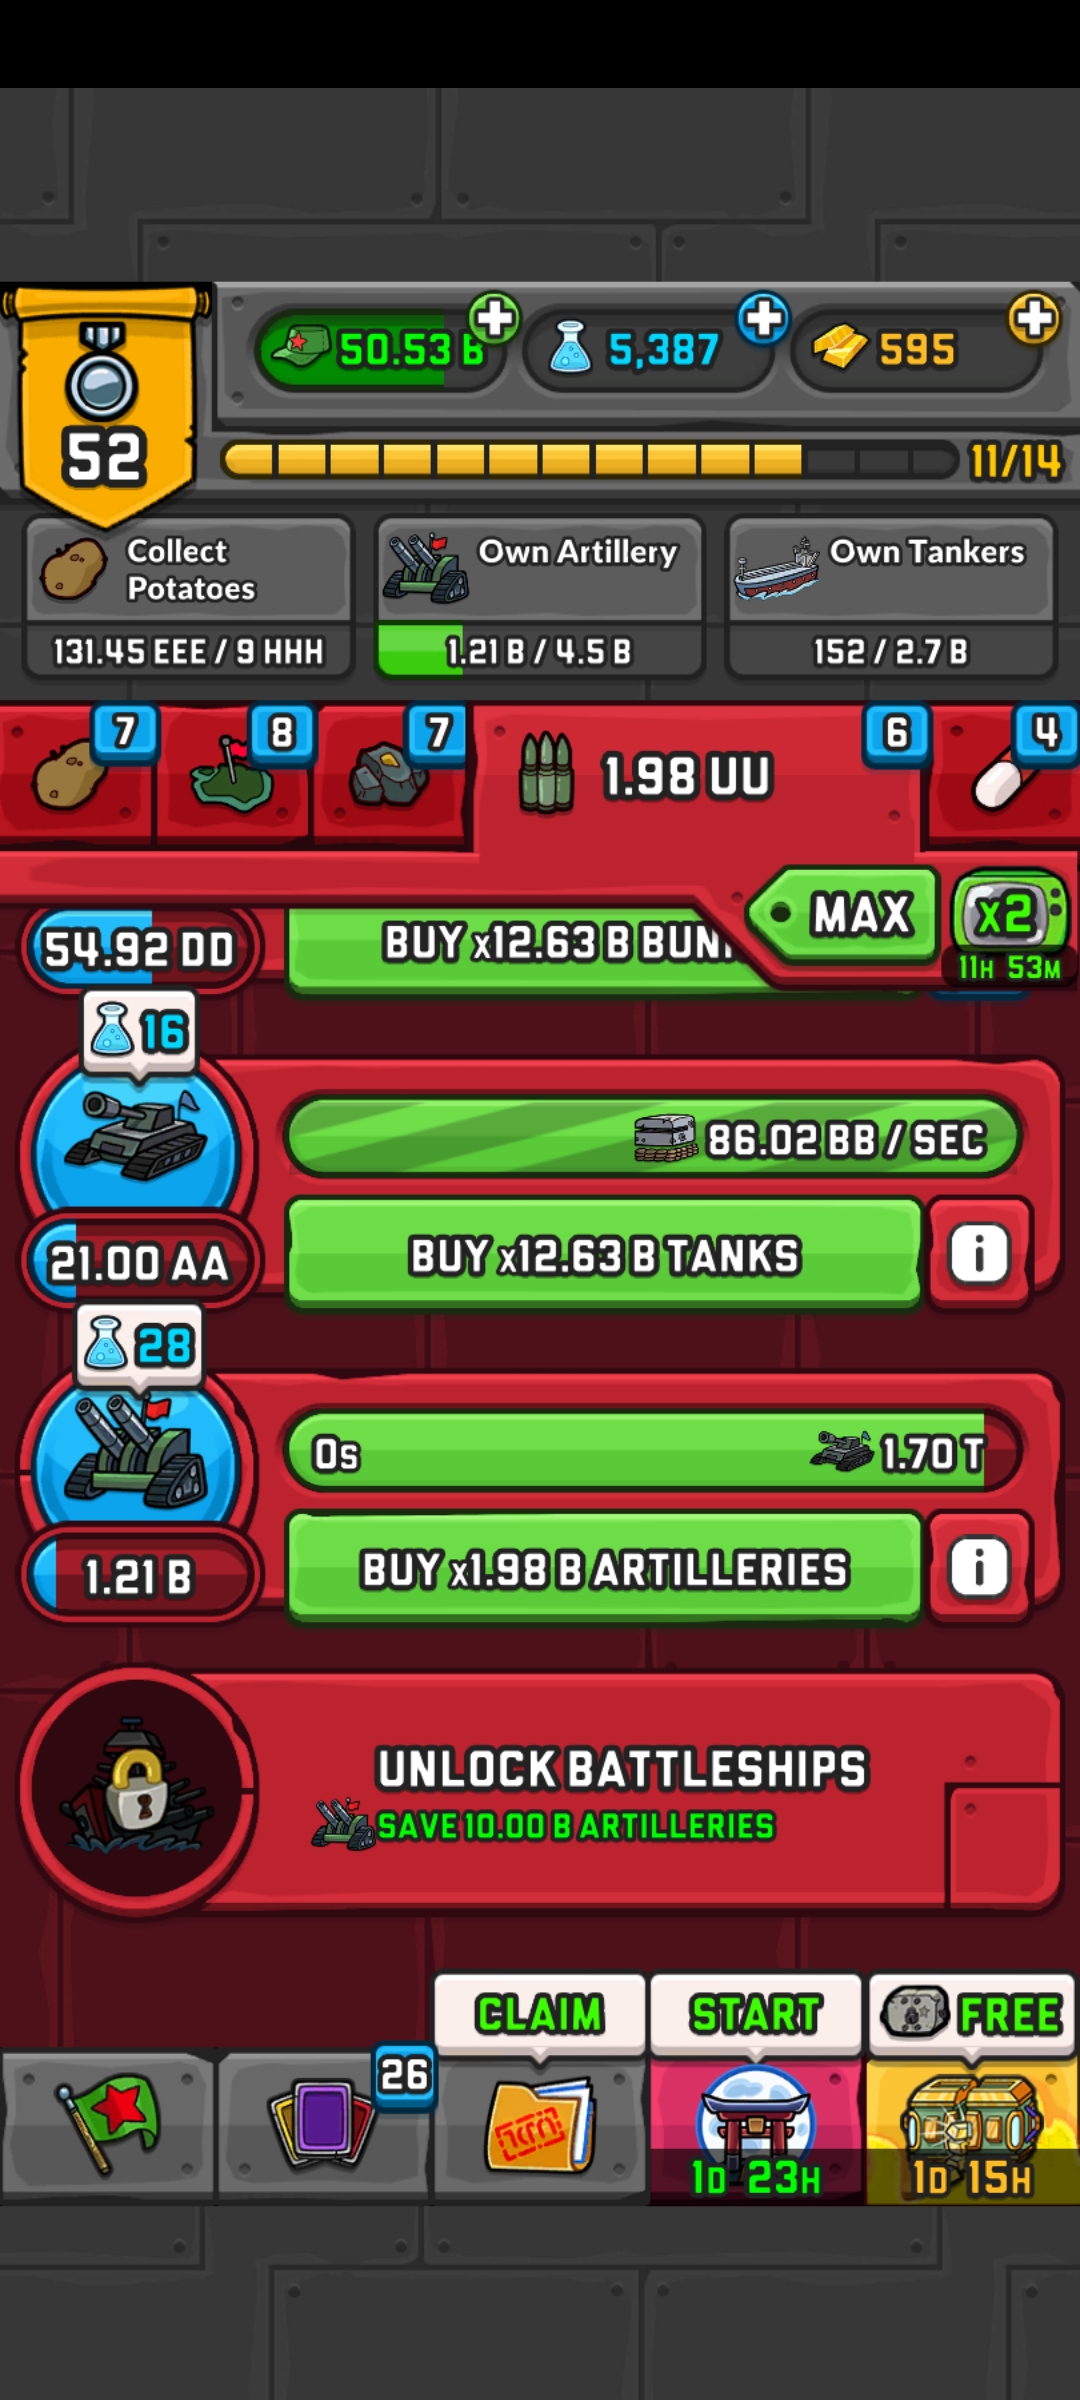 52
50.53 B
5,387
595
11/14
Collect
Potatoes
131.45 EEE / 9 HHH
Own Artillery
1.21 B / 4.5 B
Own Tankers
152 / 2.7 B
7
8
7
1.98 UU
6
4
MAX
x2
11H 53M
54.92 DD
BUY x12.63 B
16
86.02 BB / SEC
21.00 AA
BUY x12.63 B TANKS
i
28
0s
1.70 T
1.21 B
BUY x1.98 B ARTILLERIES
i
UNLOCK BATTLESHIPS
SAVE 10.00 B ARTILLERIES
CLAIM
START
FREE
26
1D 23H
1D 15H